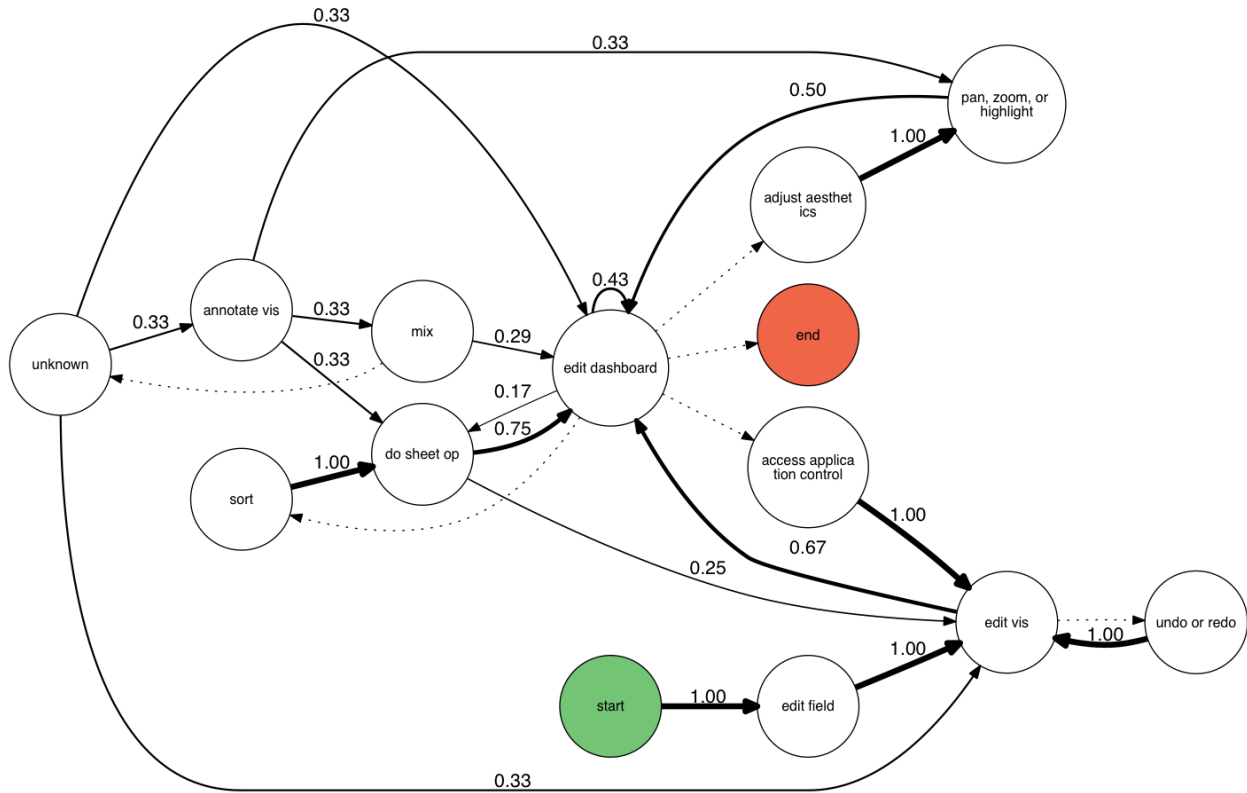 0.33
0.33
pan, zoom, or
highlight
0.50
1.00
adjust aesthet
ics
0.43
annotate vis
0.33
mix
0.29
end
0.33
unknown
0.33
edit dashboard
0.17
0.75
do sheet op
1.00
sort
access applica
tion control
1.00
0.67
0.25
edit vis
1.00
undo or redo
1.00
start
1.00
edit field
0.33